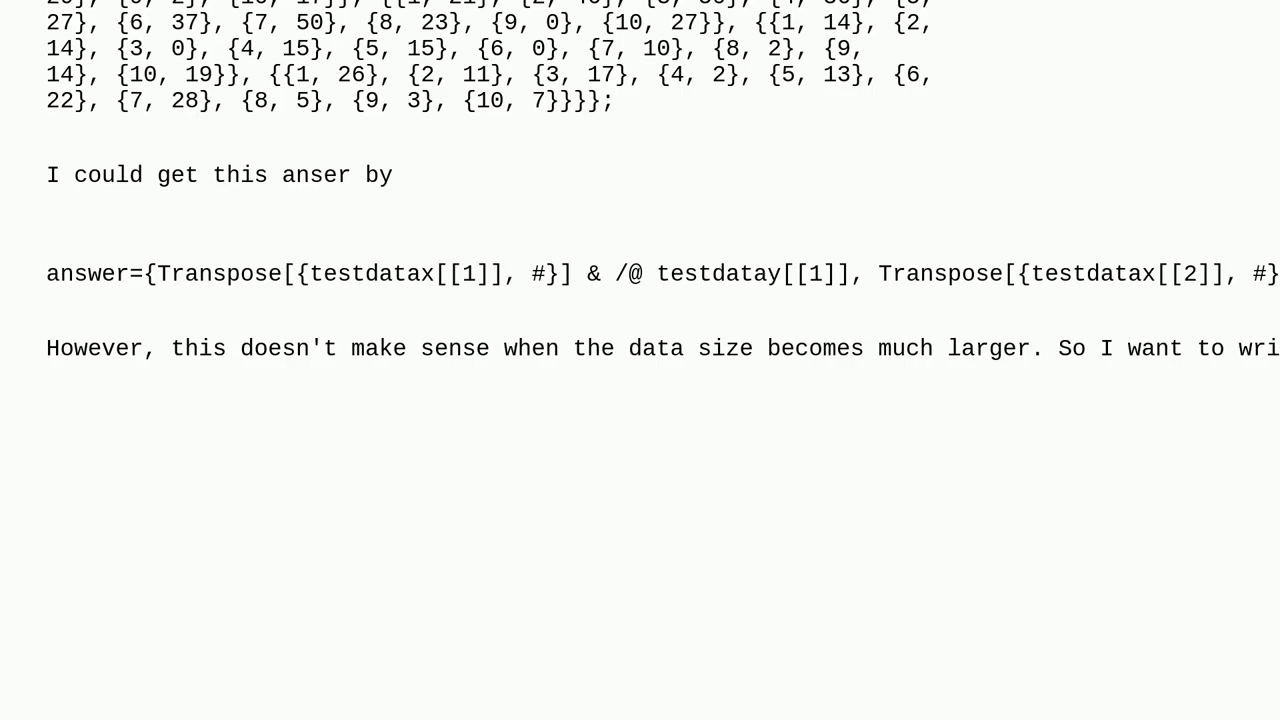 27}, {6, 37}, {7, 50}, {8, 23}, {9, 0}, {10, 27}}, {{1, 14}, {2,
14}, {3, 0}, {4, 15}, {5, 15}, {6, 0}, {7, 10}, {8, 2}, {9,
14}, {10, 19}}, {{1, 26}, {2, 11}, {3, 17}, {4, 2}, {5, 13}, {6,
22}, {7, 28}, {8, 5}, {9, 3}, {10, 7}}}};
I could get this anser by
answer={Transpose[{testdatax[[1]], #}] & /@ testdatay[[1]], Transpose[{testdatax[[2]], #}
However, this doesn't make sense when the data size becomes much larger. So I want to wri